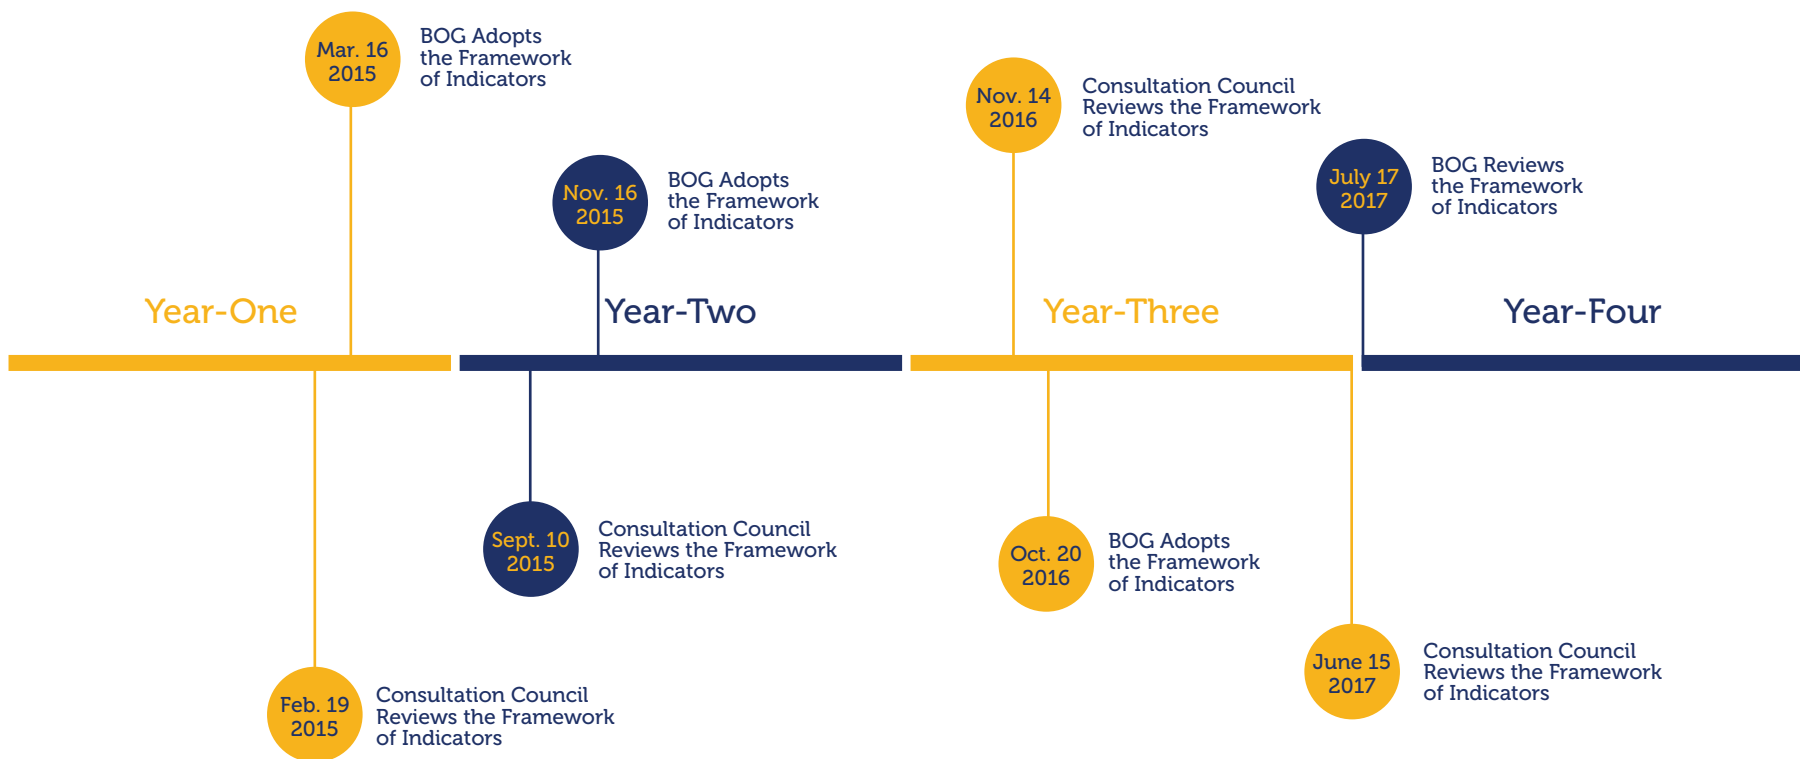 Mar. 16
2015
BOG Adopts
the Framework
of Indicators
Nov. 16
2015
BOG Adopts
the Framework
of Indicators
Nov. 14
2016
Consultation Council
Reviews the Framework
of Indicators
July 17
2017
BOG Reviews
the Framework
of Indicators
Year-One
Year-Two
Year-Three
Year-Four
Feb. 19
2015
Consultation Council
Reviews the Framework
of Indicators
Sept. 10
2015
Consultation Council
Reviews the Framework
of Indicators
Oct. 20
2016
BOG Adopts
the Framework
of Indicators
June 15
2017
Consultation Council
Reviews the Framework
of Indicators